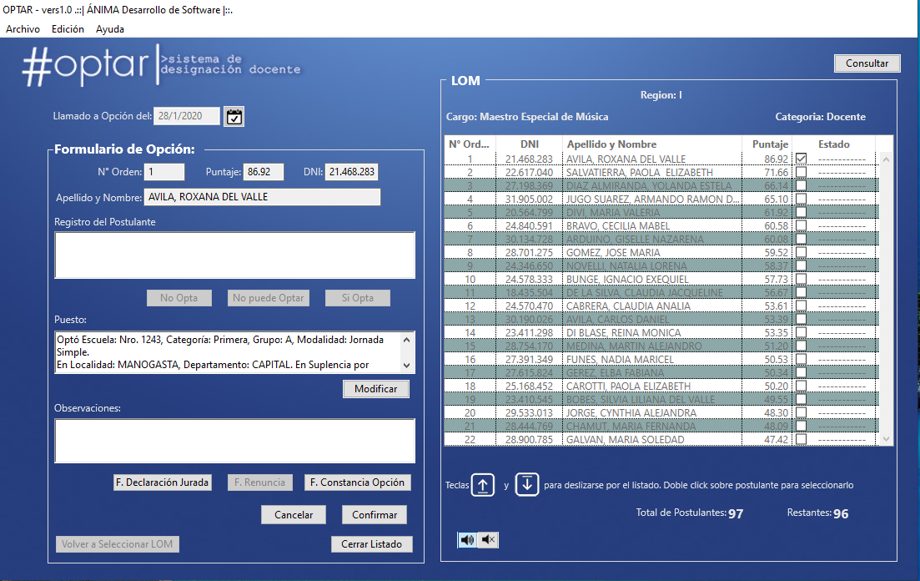 OPTAR - vers1.0 .::| ÁNIMA Desarrollo de Software |::.
Archivo Edición Ayuda
#optar >sistema de
designación docente
Consultar
Llamado a Opción del: 28/1/2020
Formulario de Opción:
N° Orden: 1 Puntaje: 86.92 DNI: 21.468.283
Apellido y Nombre: AVILA, ROXANA DEL VALLE
Registro del Postulante
No Opta No puede Optar Si Opta
Puesto:
Optó Escuela: Nro. 1243, Categoría: Primera, Grupo: A, Modalidad: Jornada
Simple.
En Localidad: MANOGASTA, Departamento: CAPITAL. En Suplencia por
Modificar
Observaciones:
F. Declaración Jurada F. Renuncia F. Constancia Opción
Cancelar Confirmar
Volver a Seleccionar LOM Cerrar Listado
LOM
Region: I
Cargo: Maestro Especial de Música Categoria: Docente
N° Ord... DNI Apellido y Nombre Puntaje Estado
1 21.468.283 AVILA, ROXANA DEL VALLE 86.92 -----------
2 22.617.040 SALVATIERRA, PAOLA ELIZABETH 71.66 -----------
3 27.198.369 DIAZ ALMIRANDA, YOLANDA ESTELA 66.14 -----------
4 31.905.002 JUGO SUAREZ, ARMANDO RAMON D... 65.10 -----------
5 20.564.799 DIVI, MARIA VALERIA 61.92 -----------
6 24.840.591 BRAVO, CECILIA MABEL 60.58 -----------
7 30.134.728 ARDUINO, GISELLE NAZARENA 60.08 -----------
8 28.701.275 GOMEZ, JOSE MARIA 59.52 -----------
9 24.346.650 NOVELLI, NATALIA LORENA 58.37 -----------
10 24.578.333 BUNGE, IGNACIO EXEQUIEL 57.73 -----------
11 18.435.504 DE LA SILVA, CLAUDIA JACQUELINE 56.67 -----------
12 24.570.470 CABRERA, CLAUDIA ANALIA 53.61 -----------
13 30.190.026 AVILA, CARLOS DANIEL 53.39 -----------
14 23.411.298 DI BLASE, REINA MONICA 53.35 -----------
15 28.754.170 MEDINA, MARTIN ALEJANDRO 51.20 -----------
16 27.391.349 FUNES, NADIA MARICEL 50.53 -----------
17 27.615.824 GEREZ, ELBA FABIANA 50.34 -----------
18 25.168.452 CAROTTI, PAOLA ELIZABETH 50.20 -----------
19 23.410.545 BOBES, SILVIA LILIANA DEL VALLE 49.55 -----------
20 29.533.013 JORGE, CYNTHIA ALEJANDRA 48.30 -----------
21 28.444.769 CHAMUT, MARIA FERNANDA 48.09 -----------
22 28.900.785 GALVAN, MARIA SOLEDAD 47.42 -----------
Teclas y para deslizarse por el listado. Doble click sobre postulante para seleccionarlo
Total de Postulantes: 97 Restantes: 96